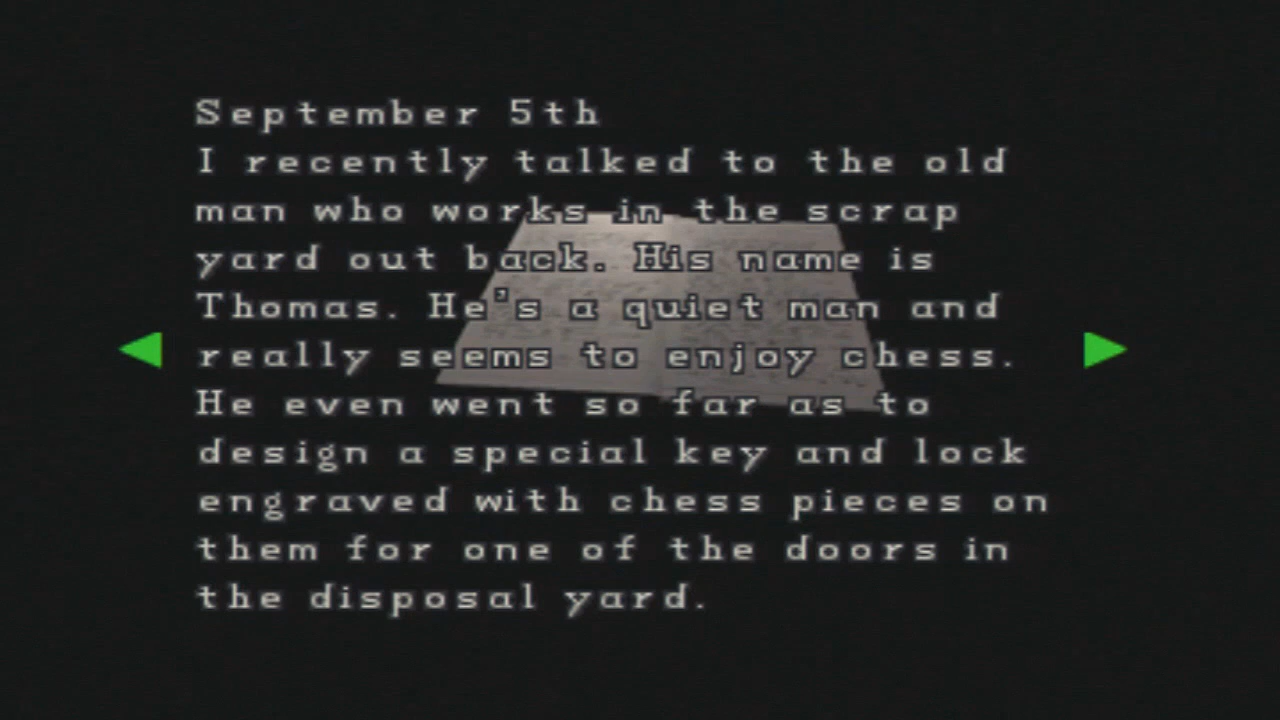 September 5th
I recently talked to the old
man who works in the scrap
yard out back. His name is
Thomas. He's a quiet man and
really seems to enjoy chess.
He even went so far as to
design a special key and lock
engraved with chess pieces on
them for one of the doors in
the disposal yard.